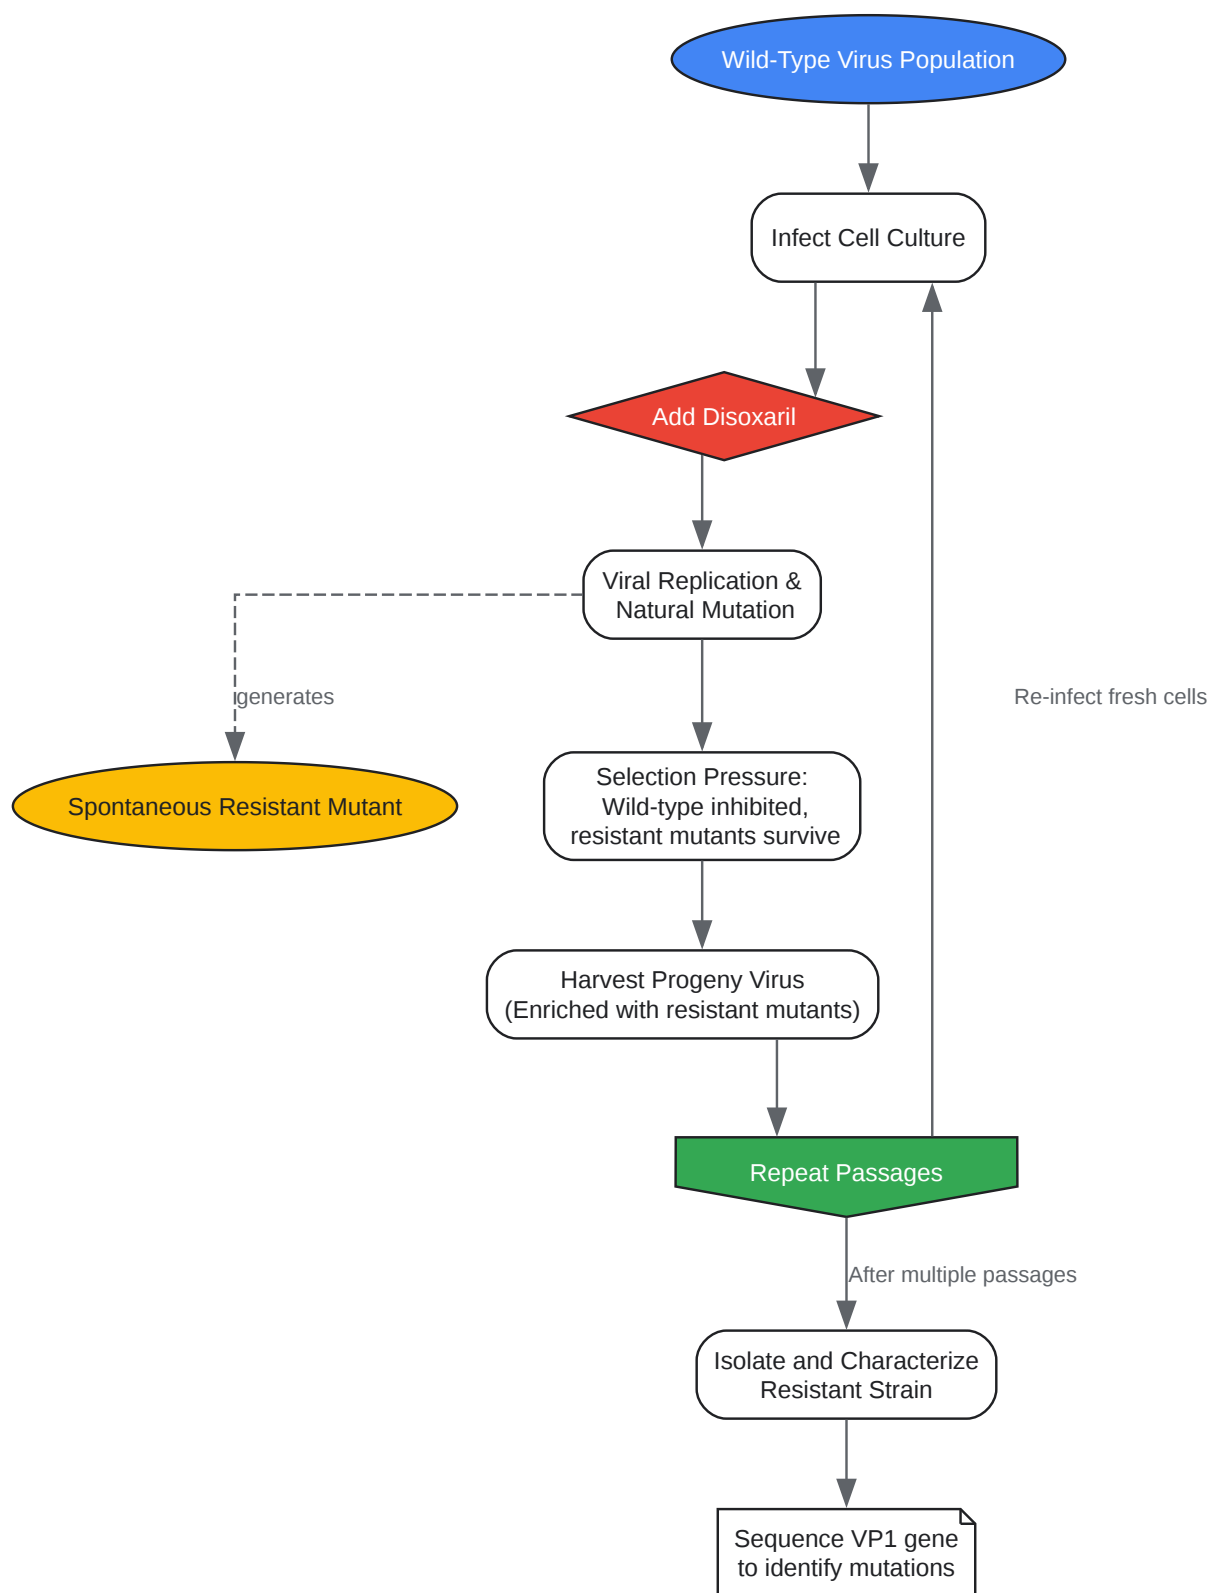 Wild-Type Virus Population
Infect Cell Culture
Add Disoxaril
Viral Replication &
Natural Mutation
generates
Re-infect fresh cells
Spontaneous Resistant Mutant
Selection Pressure:
Wild-type inhibited,
resistant mutants survive
Harvest Progeny Virus
(Enriched with resistant mutants)
Repeat Passages
After multiple passages
Isolate and Characterize
Resistant Strain
Sequence VP1 gene
to identify mutations